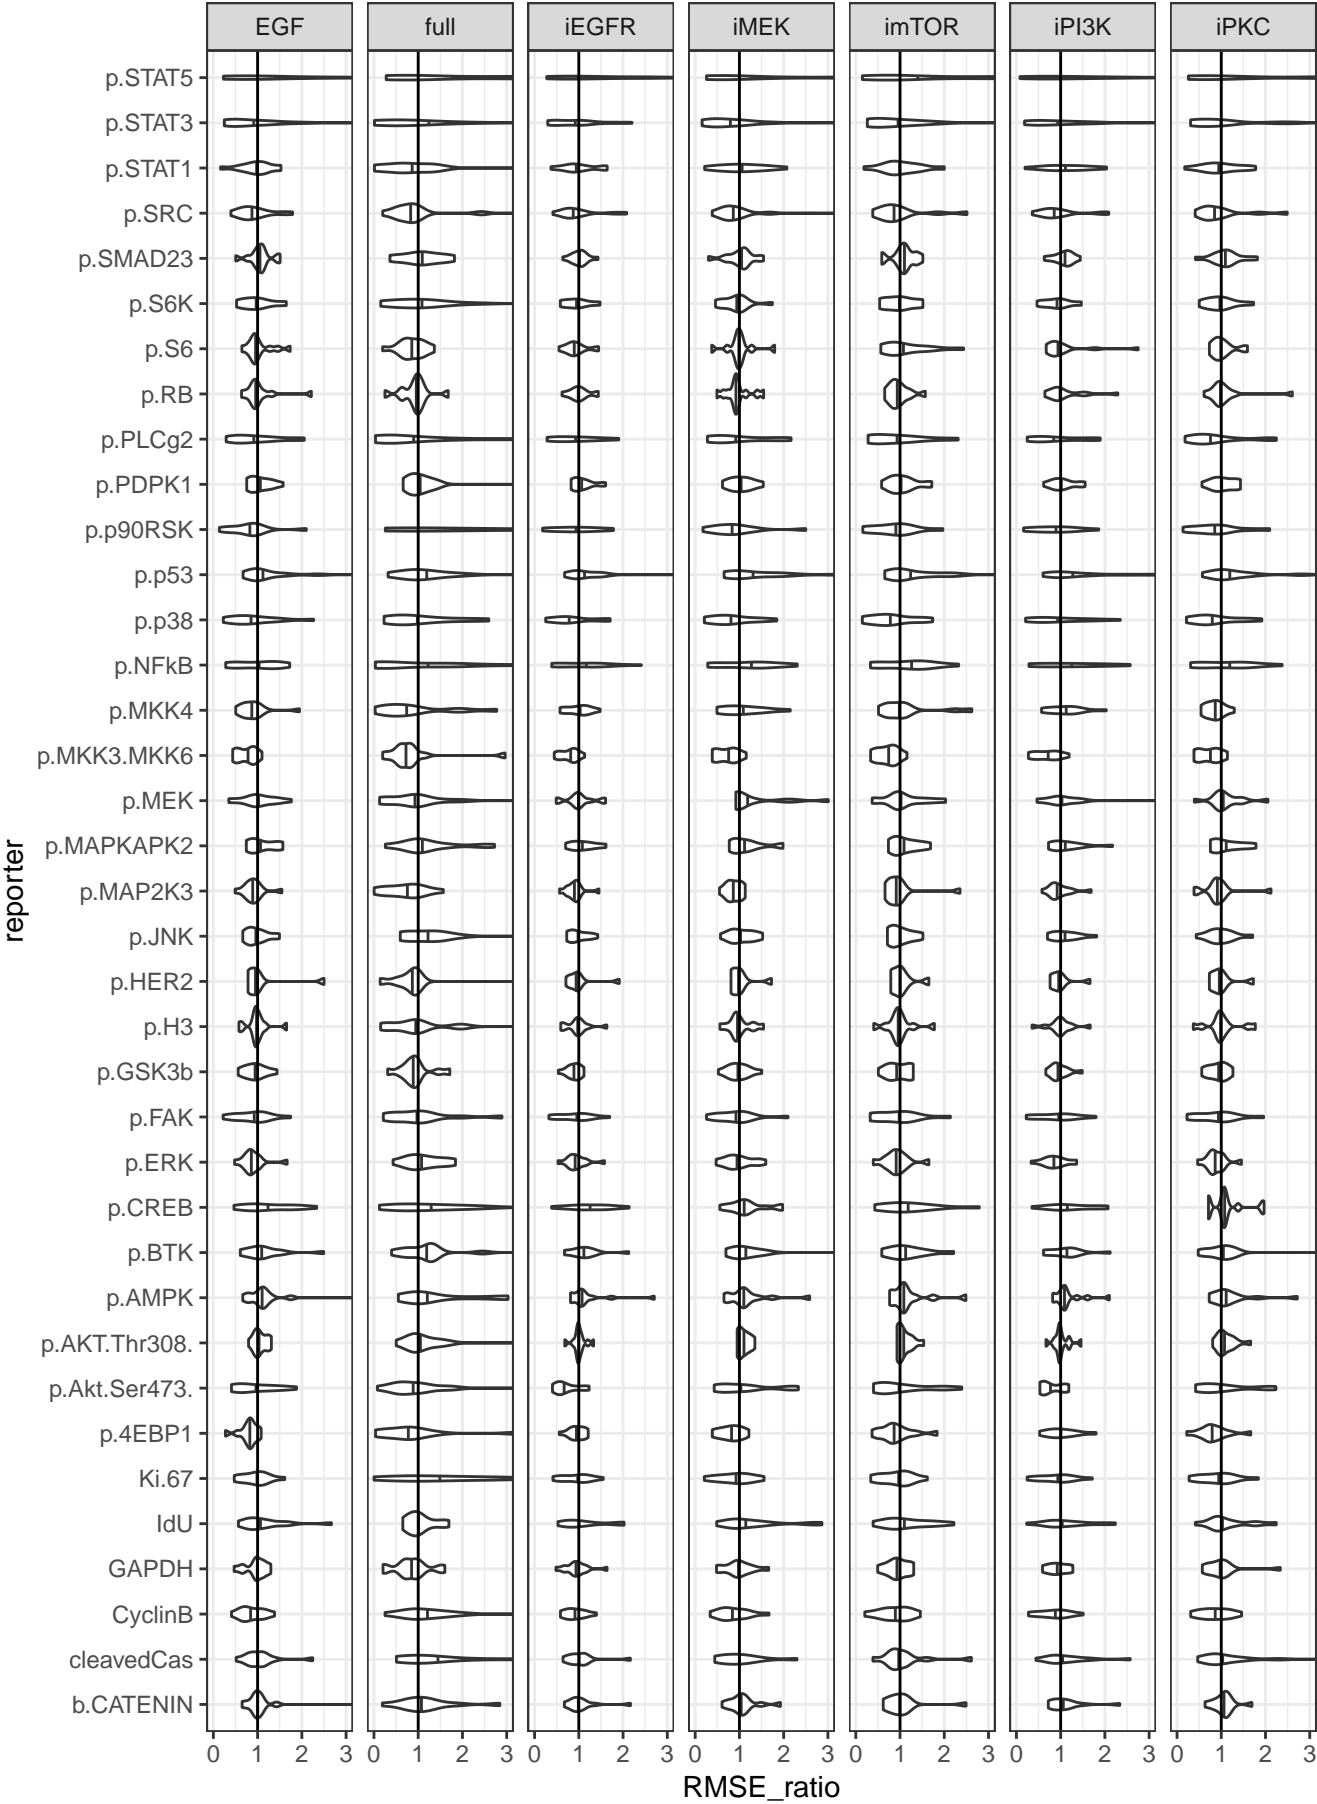 EGF full iEGFR iMEK imTOR iPI3K iPKC
p.STAT5
p.STAT3
p.STAT1
p.SRC
p.SMAD23
p.S6K
p.S6
p.RB
p.PLCg2
p.PDPK1
p.p90RSK
p.p53
p.p38
p.NFkB
p.MKK4
p.MKK3.MKK6
p.MEK
p.MAPKAPK2
p.MAP2K3
p.JNK
p.HER2
p.H3
p.GSK3b
p.FAK
p.ERK
p.CREB
p.BTK
p.AMPK
p.AKT.Thr308.
p.Akt.Ser473.
p.4EBP1
Ki.67
IdU
GAPDH
CyclinB
cleavedCas
b.CATENIN
reporter
0 1 2 3 0 1 2 3 0 1 2 3 0 1 2 3 0 1 2 3 0 1 2 3 0 1 2 3
RMSE_ratio